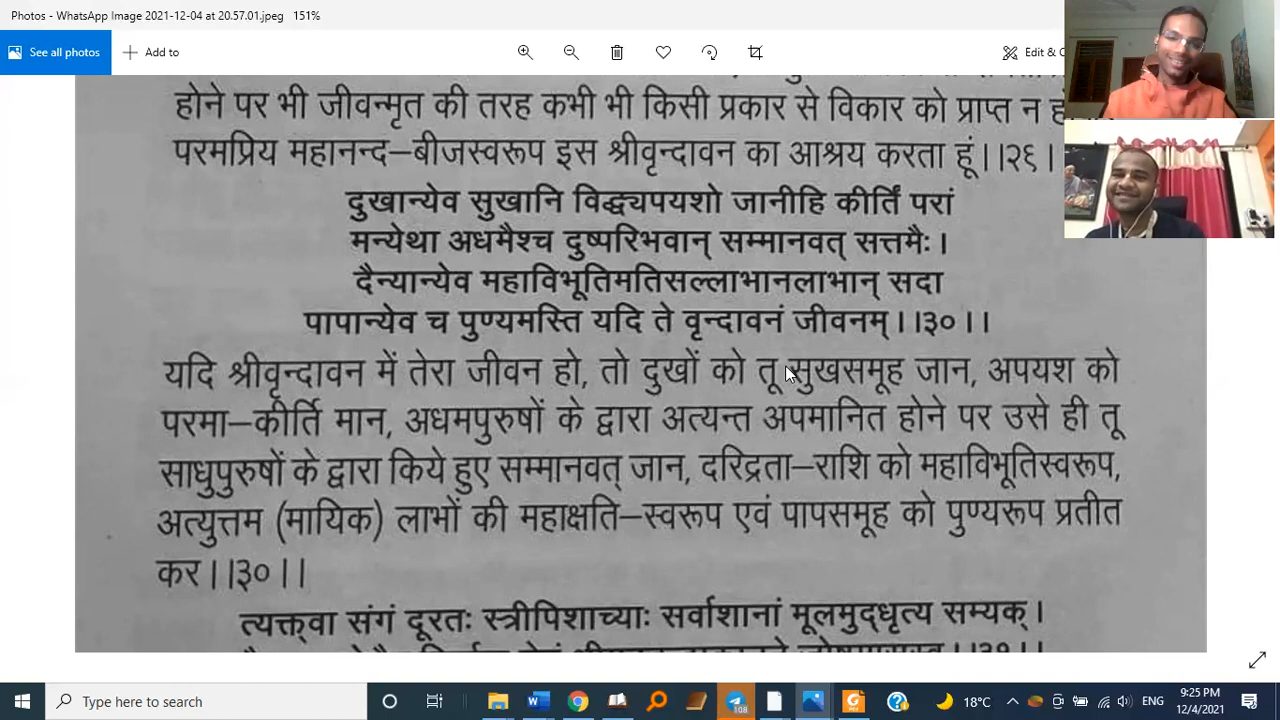 Photos - WhatsApp Image 2021-12-04 at 20.57.01.jpeg 151%
See all photos
Add to
Edit & C
होने पर भी जीवन्मृत की तरह कभी भी किसी प्रकार से विकार को प्राप्त न
परमप्रिय महानन्द–बीजस्वरूप इस श्रीवृन्दावन का आश्रय करता हूं।।२६।
दुखान्येव सुखानि विद्ध्यपयशो जानीहि कीर्तिं परां
मन्येथा अधमैश्च दुष्परिभवान् सम्मानवत् सत्तमैः।
दैन्यान्येव महाविभूतिमतिसल्लाभानलाभान् सदा
पापान्येव च पुण्यमस्ति यदि ते वृन्दावनं जीवनम्।।३०।।
यदि श्रीवृन्दावन में तेरा जीवन हो, तो दुखों को तू सुखसमूह जान, अपयश को
परमा–कीर्ति मान, अधमपुरुषों के द्वारा अत्यन्त अपमानित होने पर उसे ही तू
साधुपुरुषों के द्वारा किये हुए सम्मानवत् जान, दरिद्रता–राशि को महाविभूतिस्वरूप,
अत्युत्तम (मायिक) लाभों की महाक्षति–स्वरूप एवं पापसमूह को पुण्यरूप प्रतीत
कर।।३०।।
त्यक्त्वा संगं दूरतः स्त्रीपिशाच्याः सर्वाशानां मूलमुद्धृत्य सम्यक्।
Type here to search
108
18°C
ENG
9:25 PM
12/4/2021